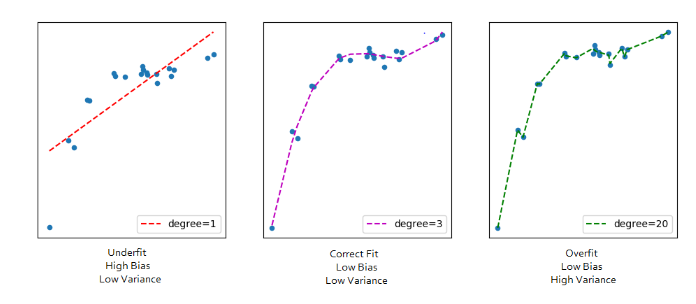 degree=1
degree=3
degree=20
Underfit
High Bias
Low Variance
Correct Fit
Low Bias
Low Variance
Overfit
Low Bias
High Variance